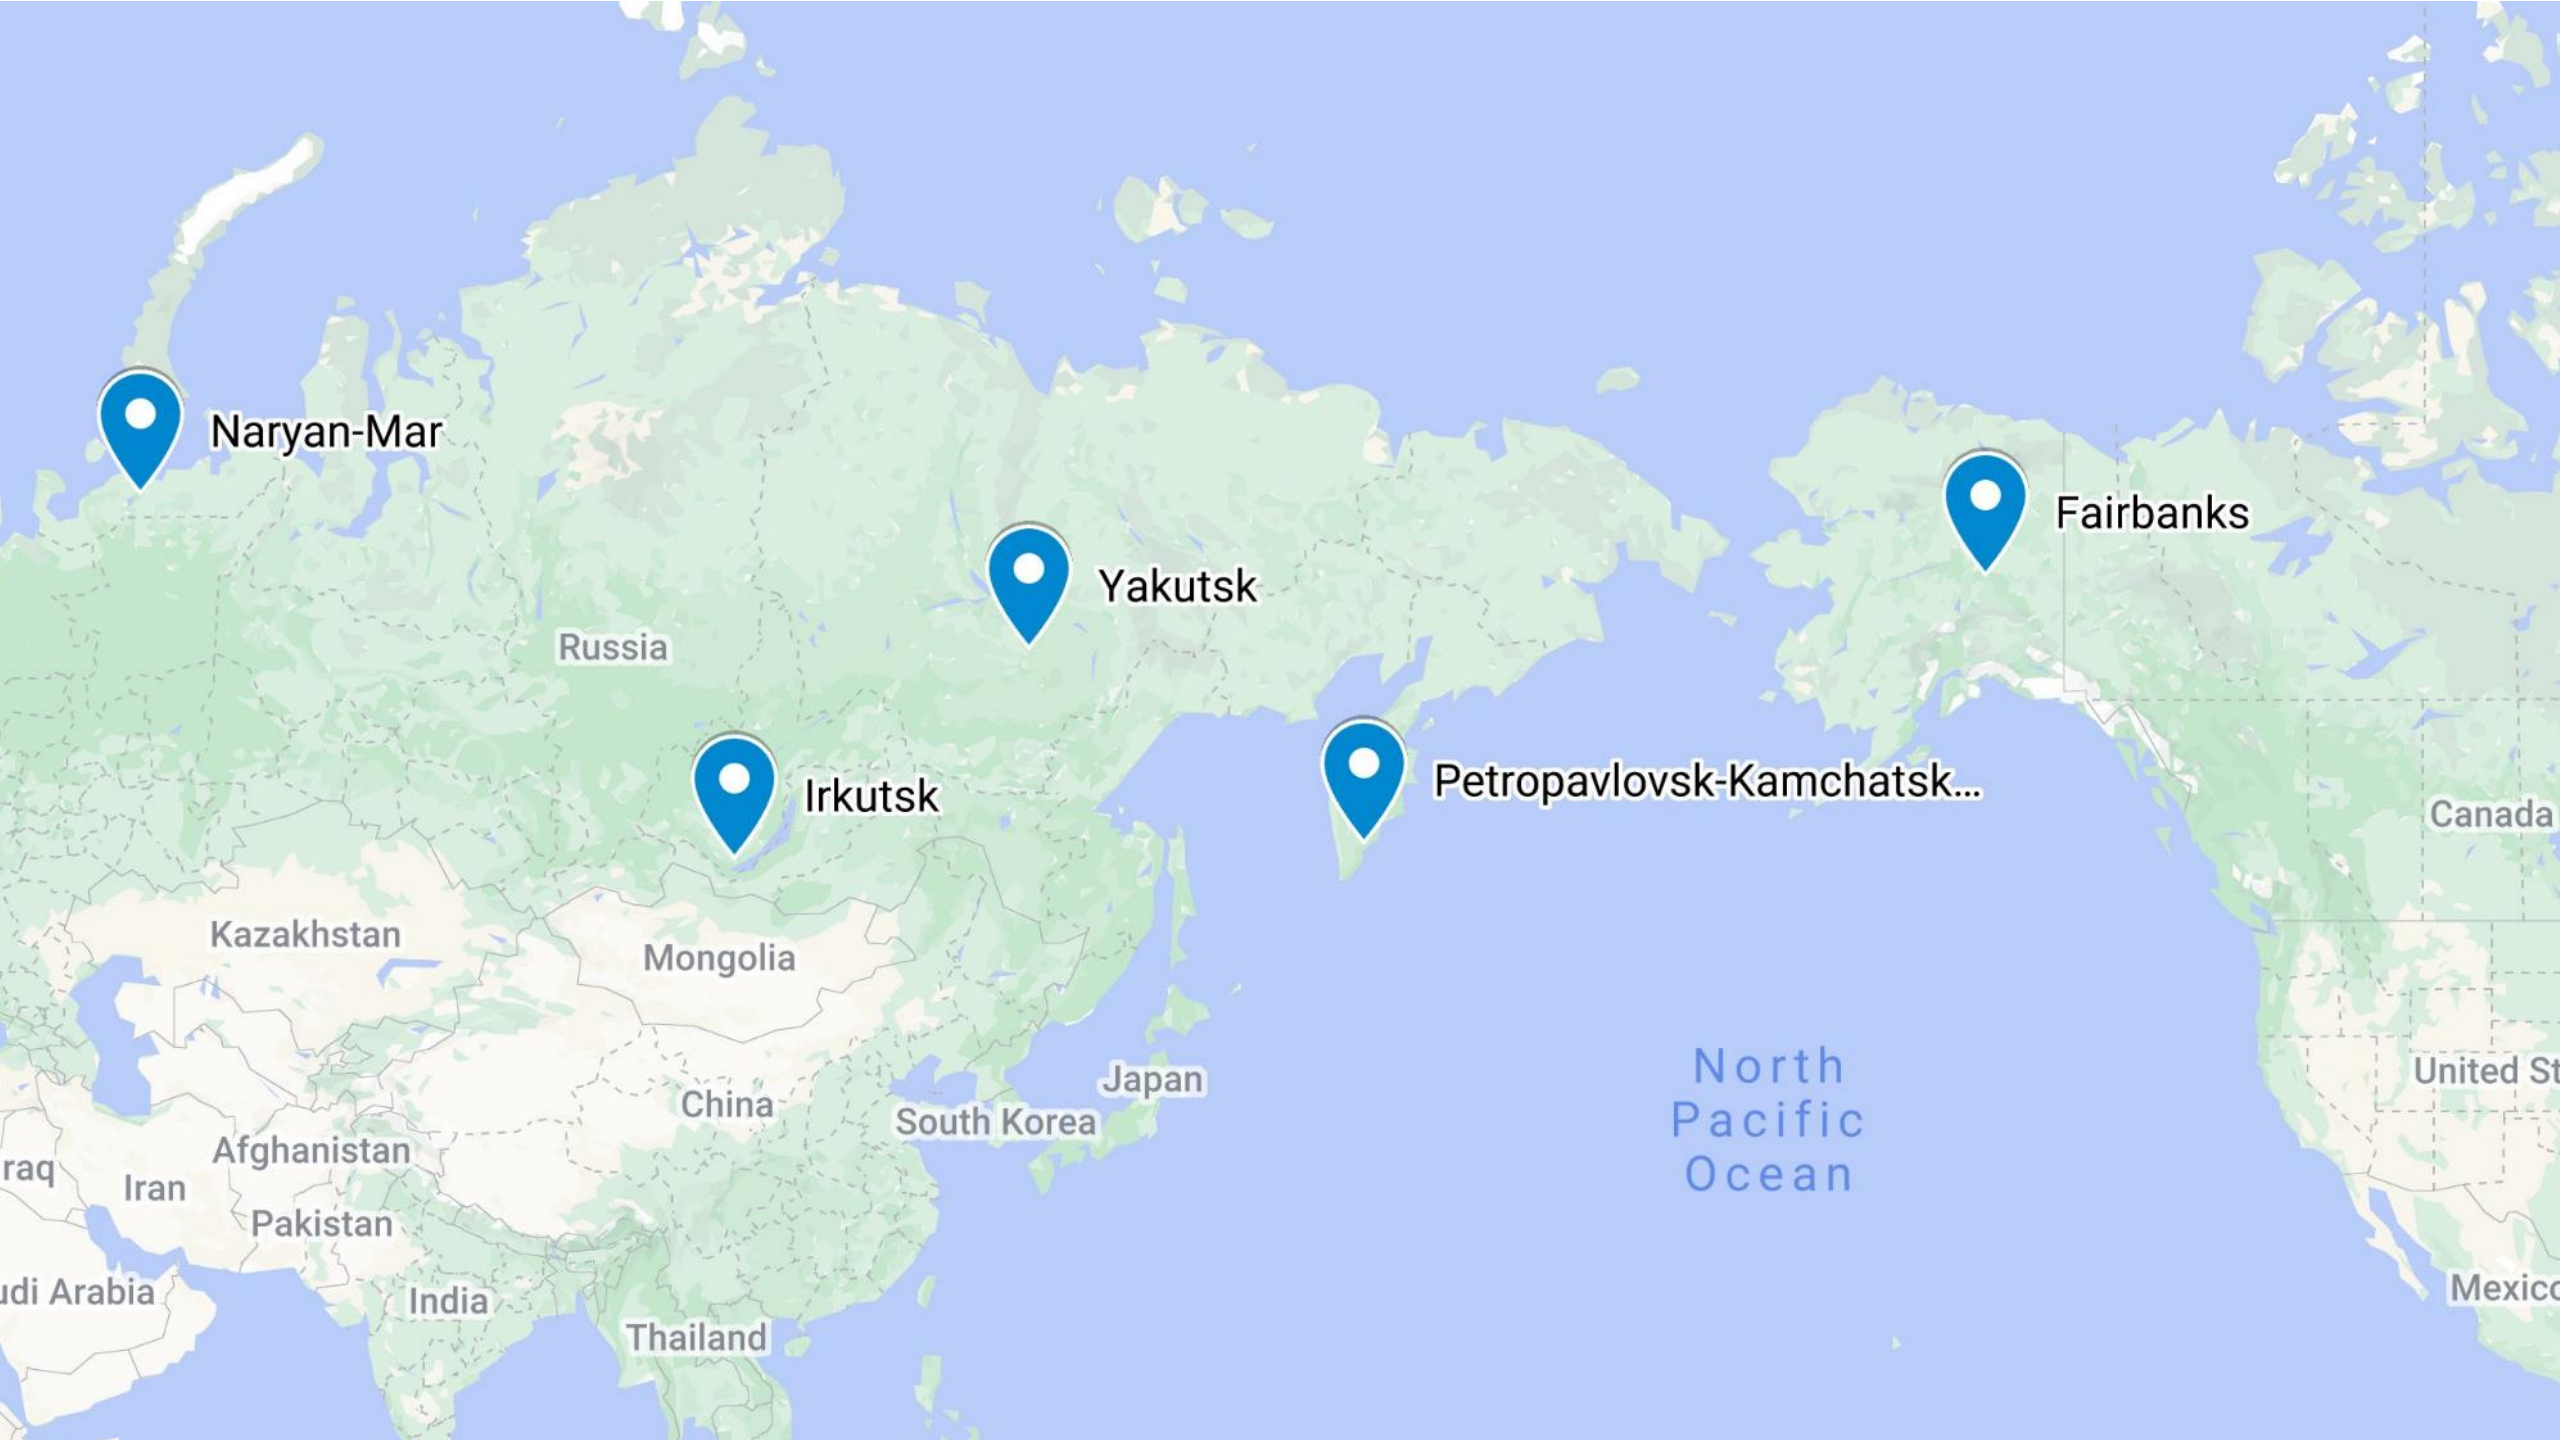 Naryan-Mar
Fairbanks
Yakutsk
Russia
Petropavlovsk-Kamchatsk...
Irkutsk
Canada
Kazakhstan
Mongolia
North
Pacific
Ocean
United St
Japan
China
South Korea
Afghanistan
raq
Iran
Pakistan
udi Arabia
India
Mexico
Thailand